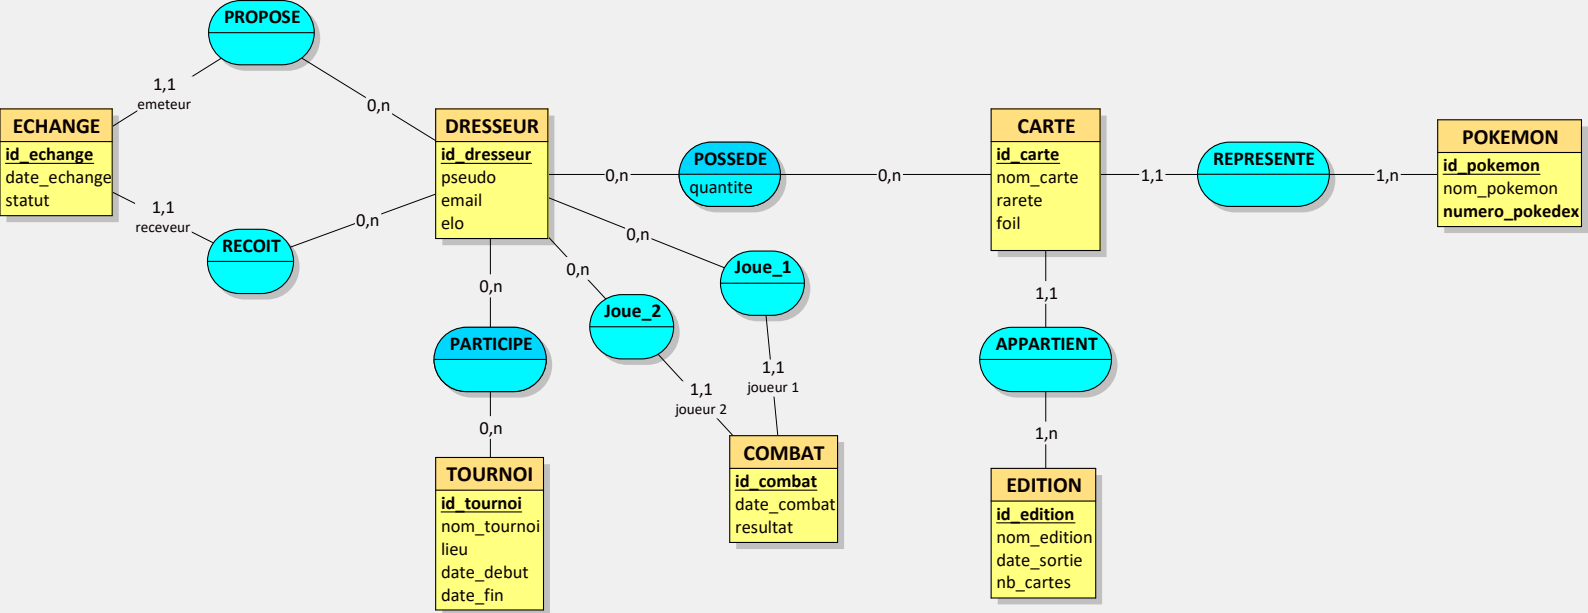 PROPOSE
1,1
emeteur
0,n
ECHANGE
id_echange
date_echange
statut
1,1
receveur
RECOIT
0,n
DRESSEUR
id_dresseur
pseudo
email
elo
0,n
POSSEDE
quantite
0,n
CARTE
id_carte
nom_carte
rarete
foil
1,1
REPRESENTE
1,n
POKEMON
id_pokemon
nom_pokemon
numero_pokedex
0,n
Joue_1
0,n
Joue_2
0,n
PARTICIPE
0,n
1,1
joueur 1
1,1
joueur 2
1,1
APPARTIENT
1,n
TOURNOI
id_tournoi
nom_tournoi
lieu
date_debut
date_fin
COMBAT
id_combat
date_combat
resultat
EDITION
id_edition
nom_edition
date_sortie
nb_cartes